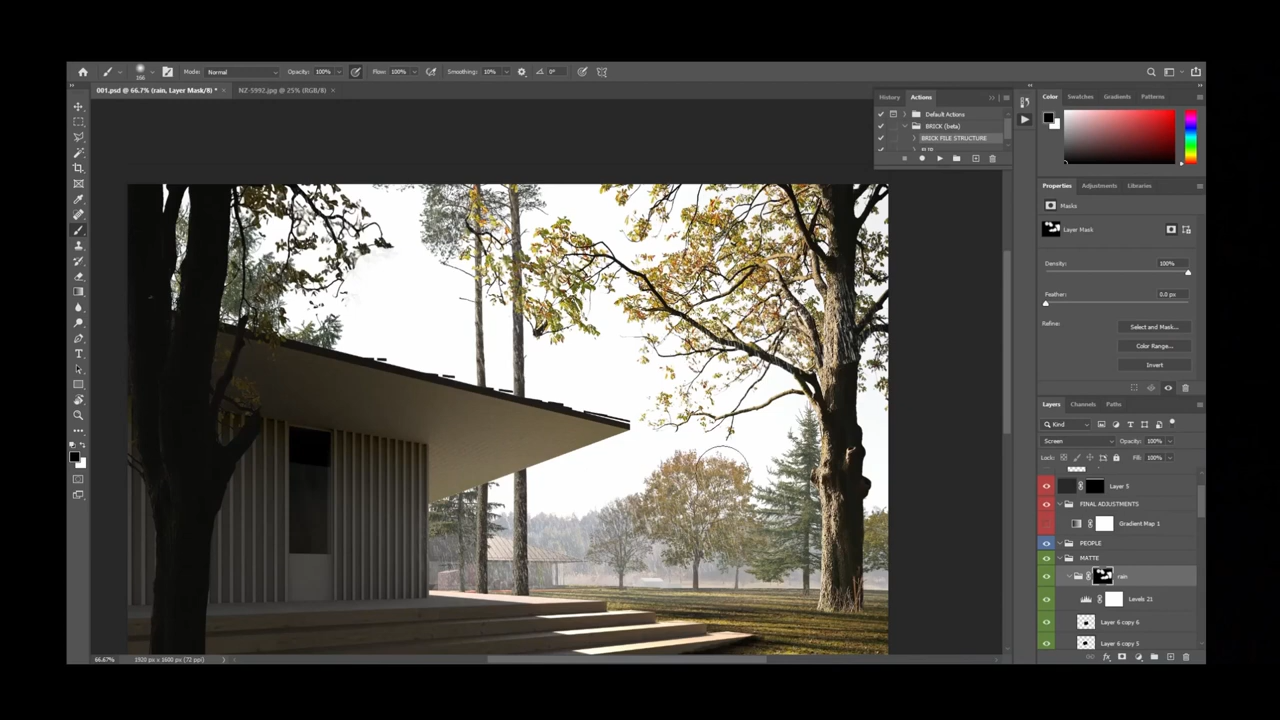 166
Mode: Normal Opacity: 100% Flow: 100% Smoothing: 10% 0°
001.psd @ 66.7% (rain, Layer Mask/8) * × NZ-5992.jpg @ 25% (RGB/8) ×
History Actions
Default Actions
BRICK (beta)
BRICK FILE STRUCTURE
Color Swatches Gradients Patterns
Properties Adjustments Libraries
Masks
Layer Mask
Density: 100%
Feather: 0.0 px
Refine: Select and Mask...
Color Range...
Invert
Layers Channels Paths
Kind
Screen Opacity: 100%
Lock: Fill: 100%
Layer 5
FINAL ADJUSTMENTS
Gradient Map 1
PEOPLE
MATTE
rain
Levels 21
Layer 6 copy 6
Layer 6 copy 5
66.67% 1920 px x 1600 px (72 ppi)